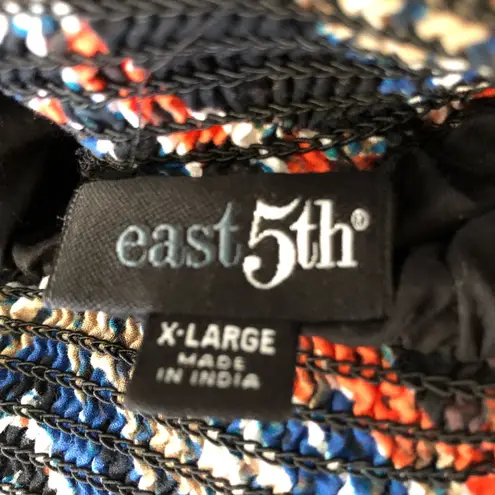 east5th®
X-LARGE
MADE
IN INDIA